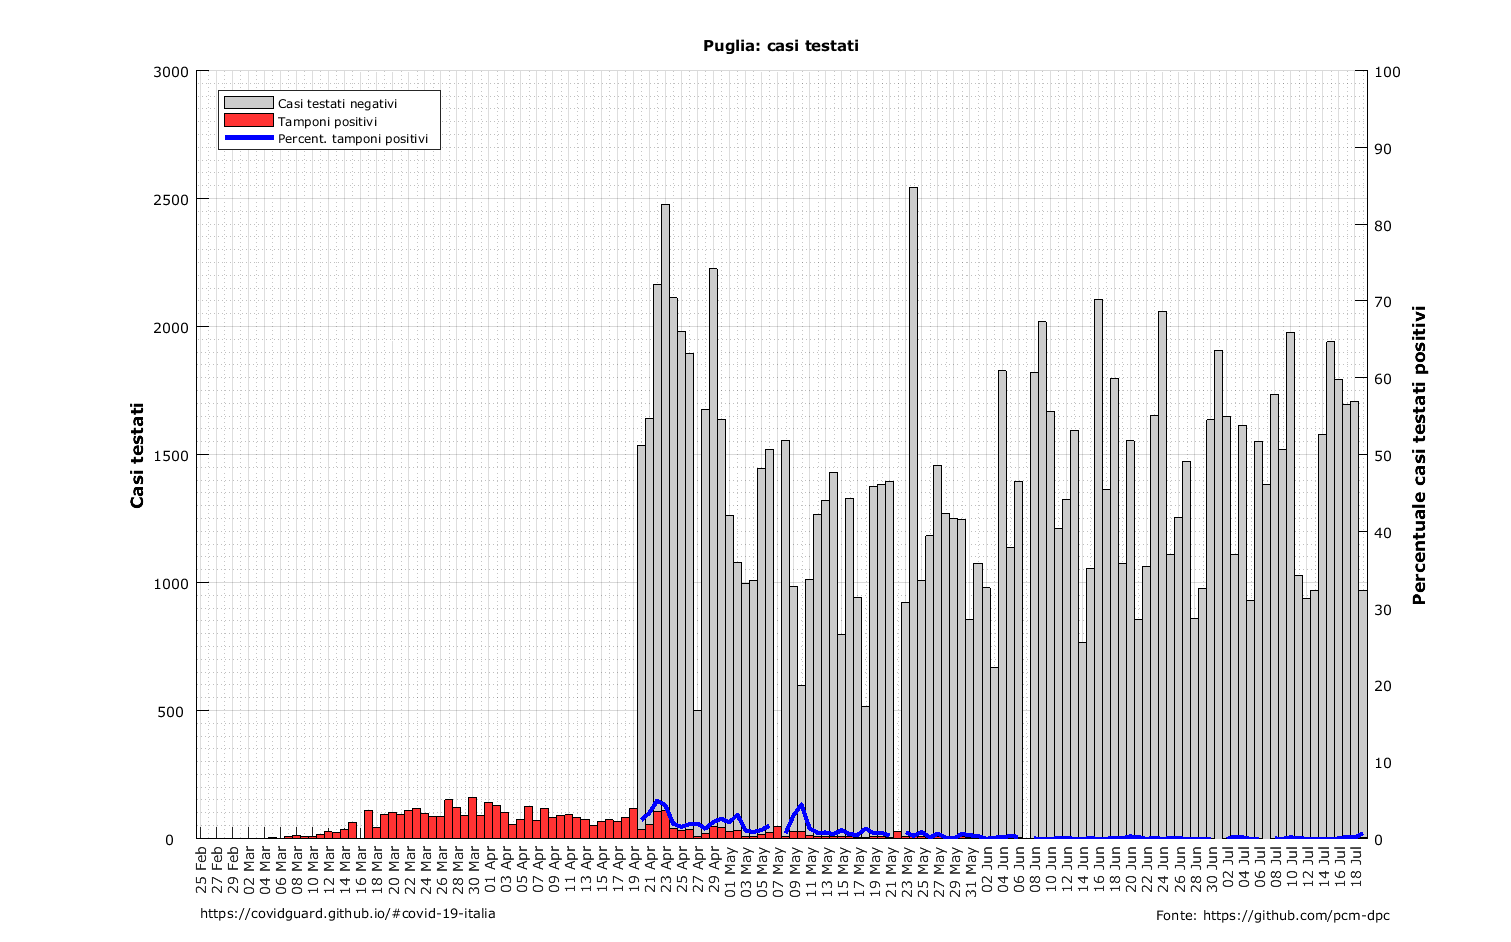 Puglia: casi testati
3000
2500
2000
1500
1000
500
0
Casi testati
Casi testati negativi
Tamponi positivi
Percent. tamponi positivi
100
90
80
70
60
50
40
30
20
10
0
Percentuale casi testati positivi
25 Feb
27 Feb
29 Feb
02 Mar
04 Mar
06 Mar
08 Mar
10 Mar
12 Mar
14 Mar
16 Mar
18 Mar
20 Mar
22 Mar
24 Mar
26 Mar
28 Mar
30 Mar
01 Apr
03 Apr
05 Apr
07 Apr
09 Apr
11 Apr
13 Apr
15 Apr
17 Apr
19 Apr
21 Apr
23 Apr
25 Apr
27 Apr
29 Apr
01 May
03 May
05 May
07 May
09 May
11 May
13 May
15 May
17 May
19 May
21 May
23 May
25 May
27 May
29 May
31 May
02 Jun
04 Jun
06 Jun
08 Jun
10 Jun
12 Jun
14 Jun
16 Jun
18 Jun
20 Jun
22 Jun
24 Jun
26 Jun
28 Jun
30 Jun
02 Jul
04 Jul
06 Jul
08 Jul
10 Jul
12 Jul
14 Jul
16 Jul
18 Jul
https://covidguard.github.io/#covid-19-italia
Fonte: https://github.com/pcm-dpc